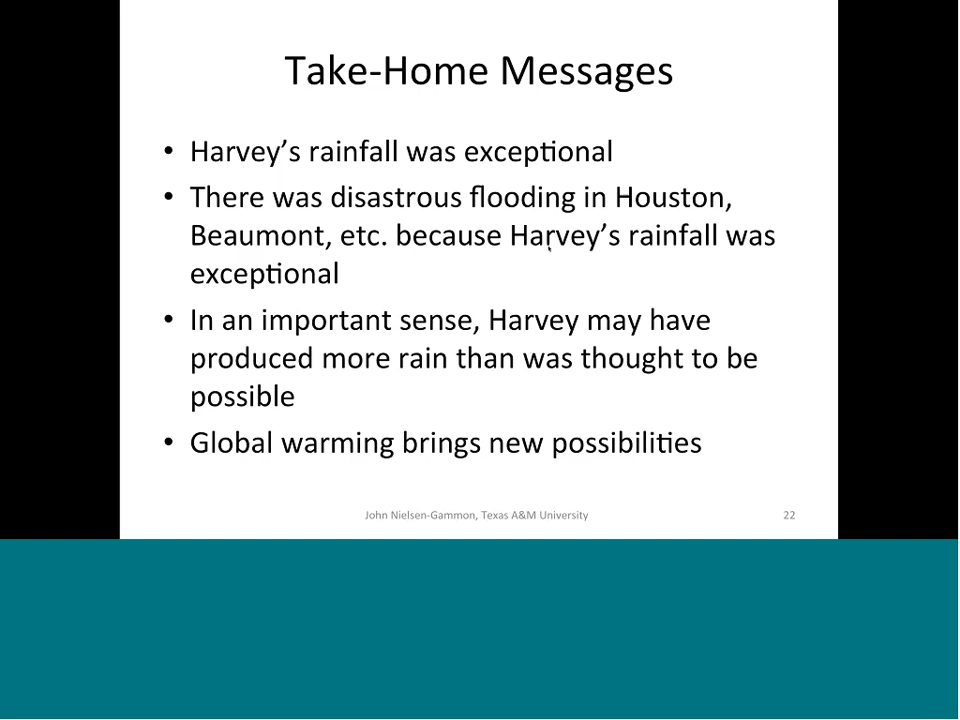 Take-Home Messages
• Harvey’s rainfall was exceptional
• There was disastrous flooding in Houston,
Beaumont, etc. because Harvey’s rainfall was
exceptional
• In an important sense, Harvey may have
produced more rain than was thought to be
possible
• Global warming brings new possibilities
John Nielsen-Gammon, Texas A&M University
22